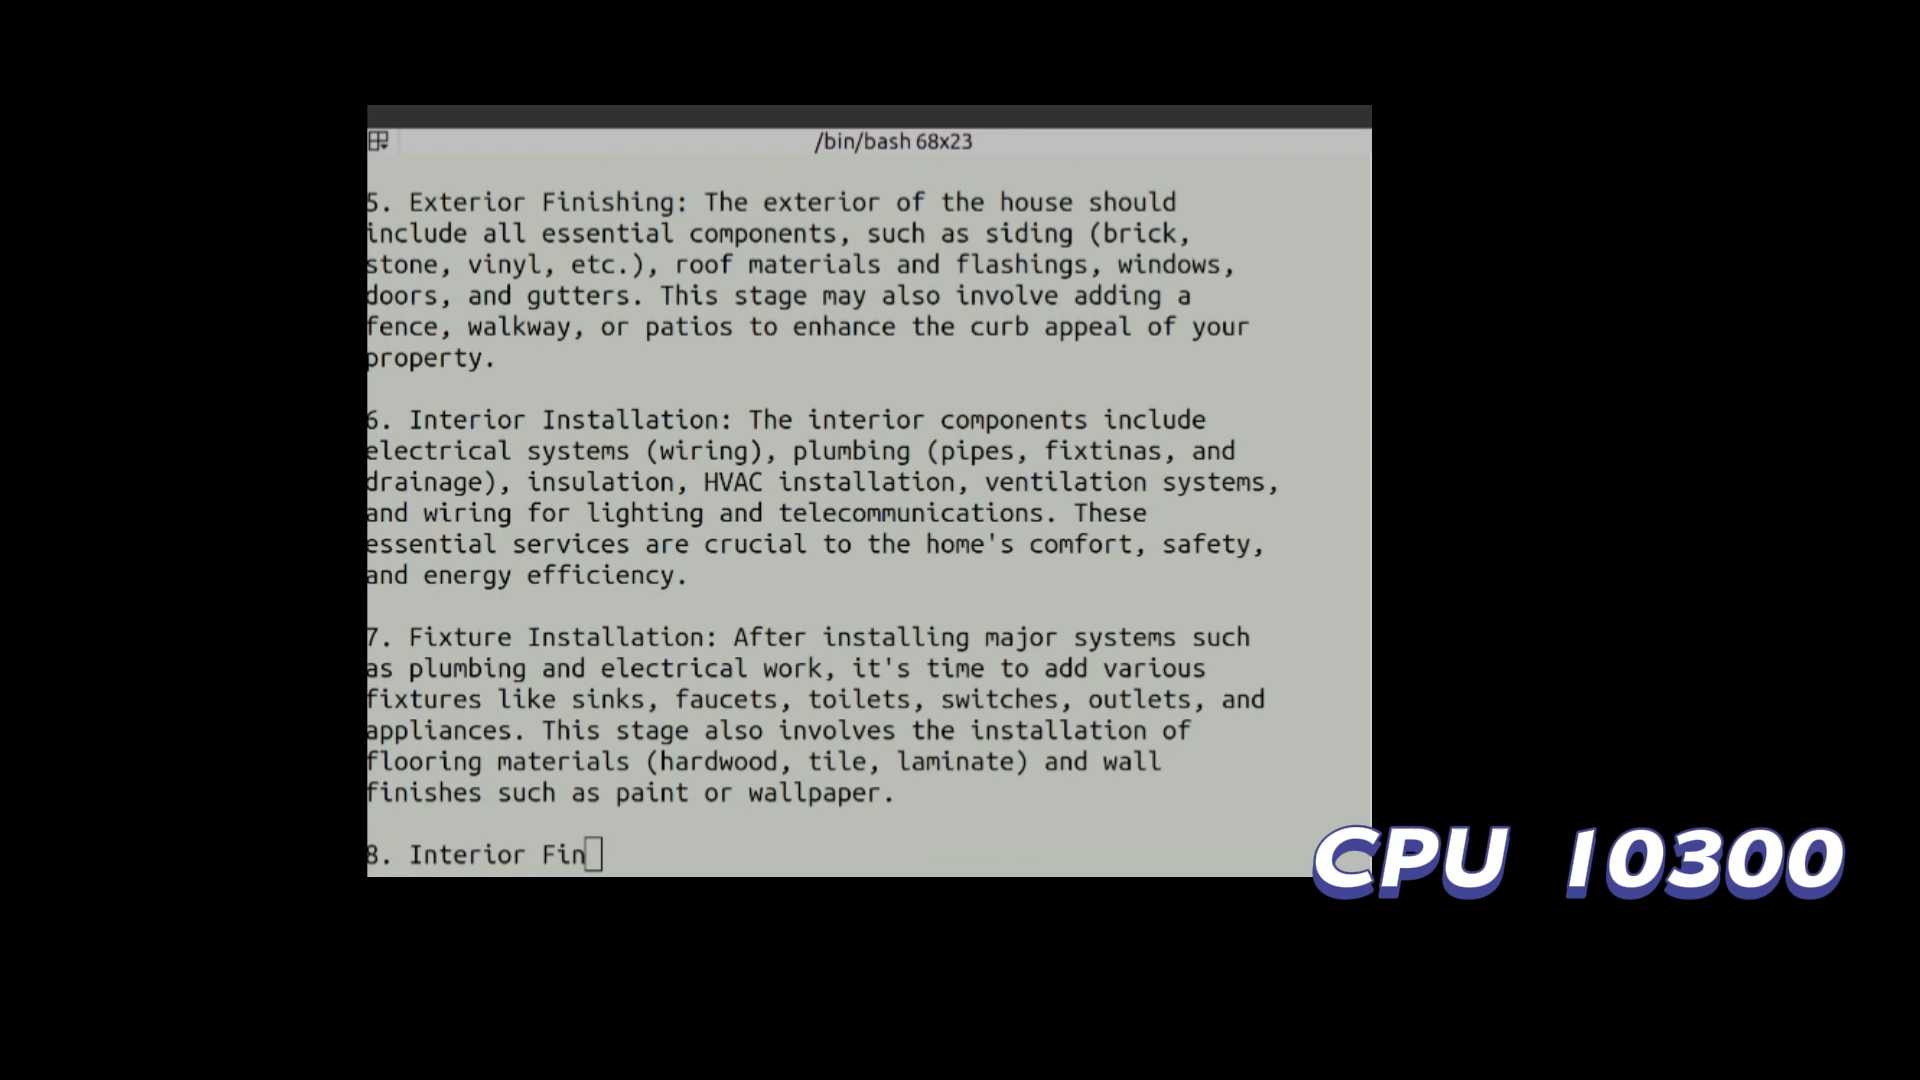 /bin/bash 68x23
5. Exterior Finishing: The exterior of the house should
include all essential components, such as siding (brick,
stone, vinyl, etc.), roof materials and flashings, windows,
doors, and gutters. This stage may also involve adding a
fence, walkway, or patios to enhance the curb appeal of your
property.
6. Interior Installation: The interior components include
electrical systems (wiring), plumbing (pipes, fixtinas, and
drainage), insulation, HVAC installation, ventilation systems,
and wiring for lighting and telecommunications. These
essential services are crucial to the home's comfort, safety,
and energy efficiency.
7. Fixture Installation: After installing major systems such
as plumbing and electrical work, it's time to add various
fixtures like sinks, faucets, toilets, switches, outlets, and
appliances. This stage also involves the installation of
flooring materials (hardwood, tile, laminate) and wall
finishes such as paint or wallpaper.
8. Interior Fin
CPU 10300